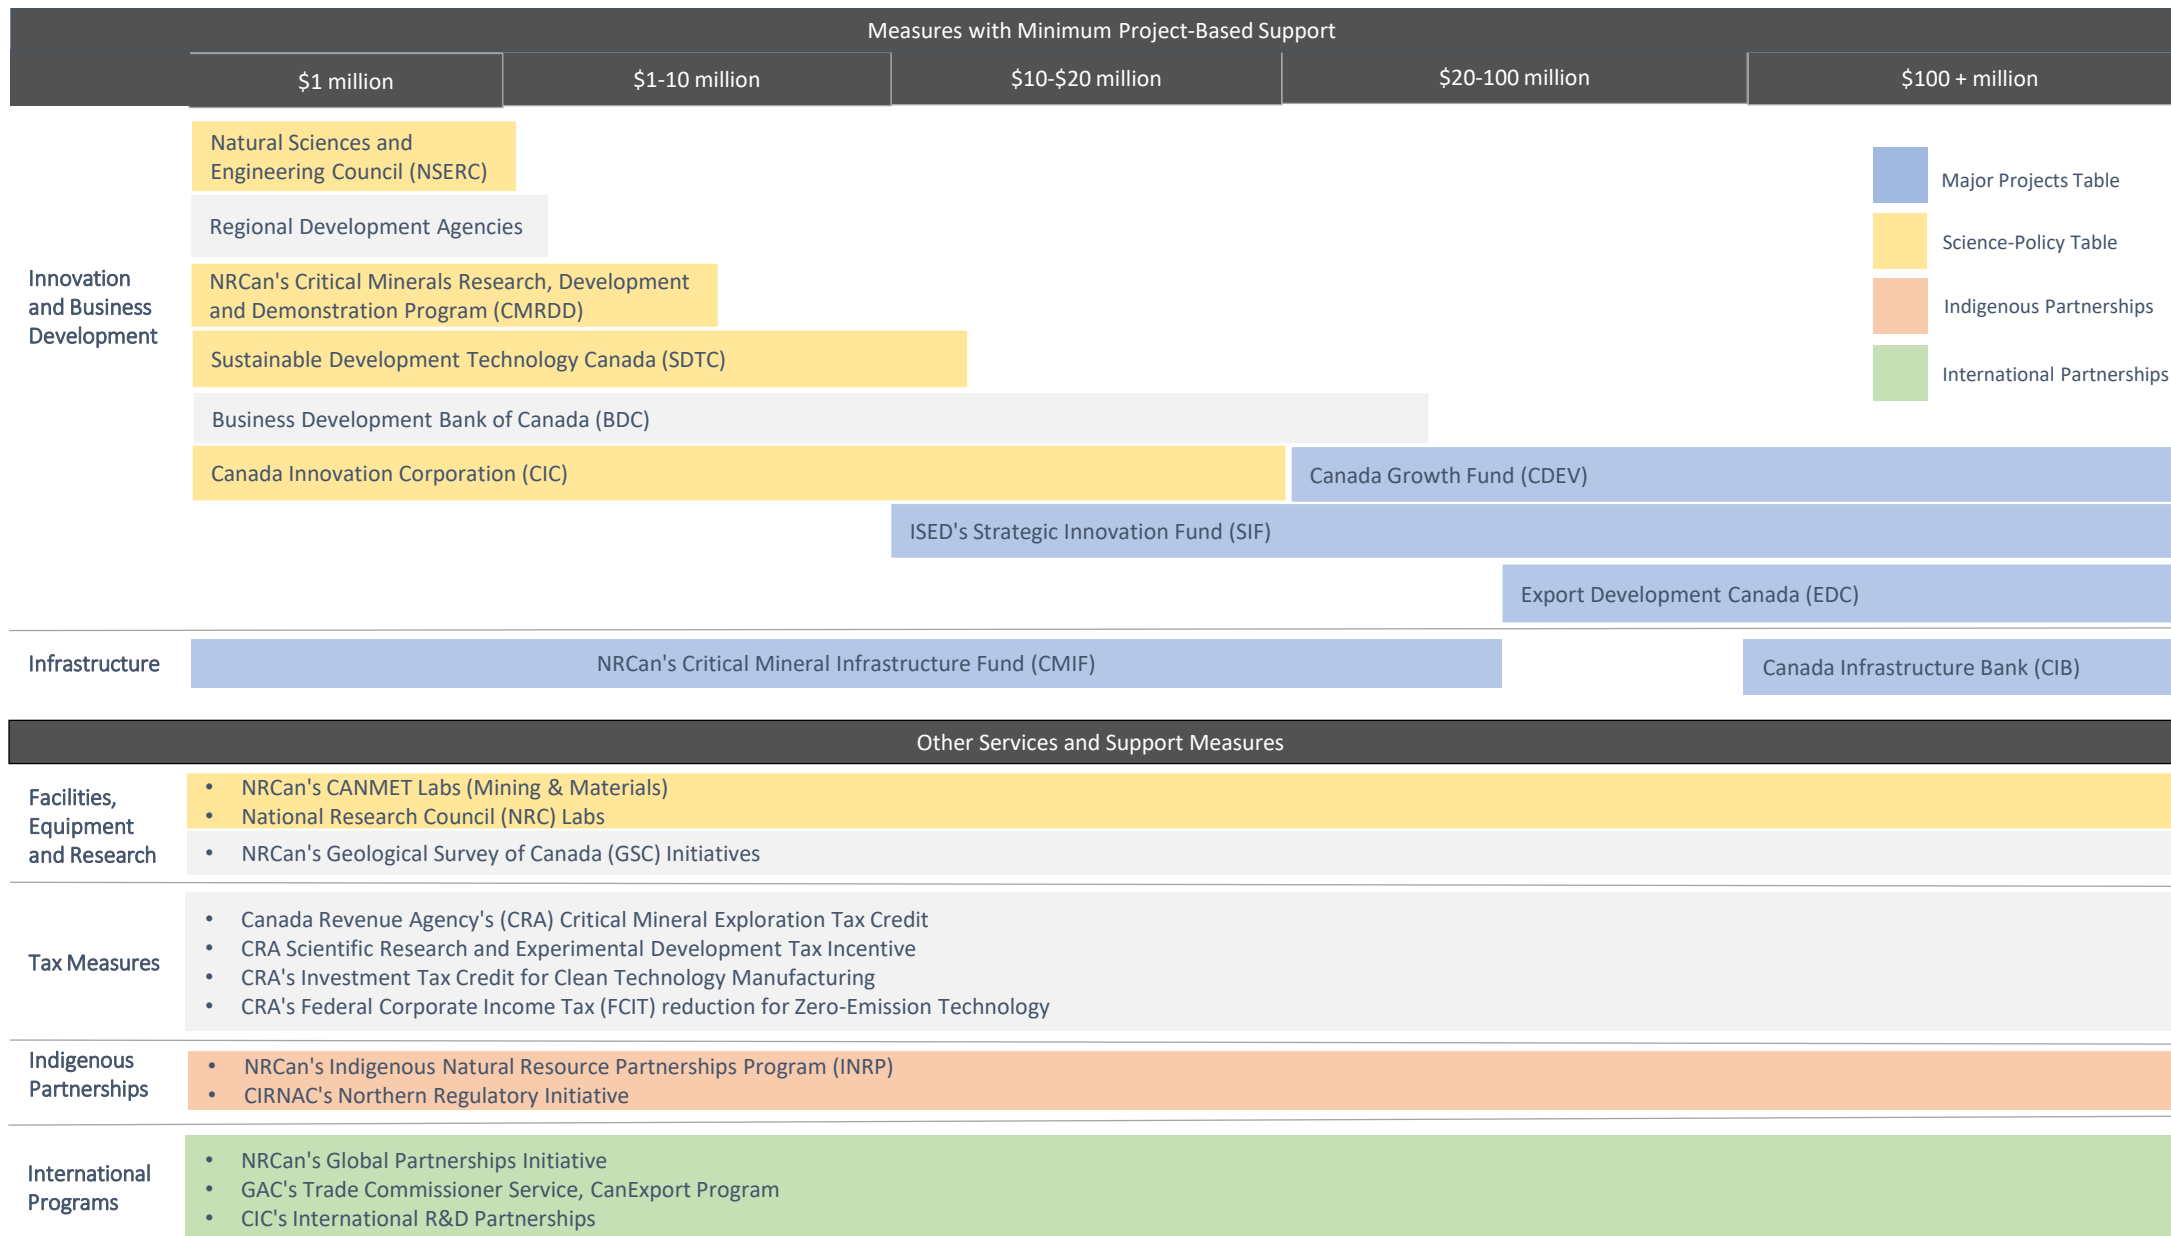 Measures with Minimum Project-Based Support
$1 million
$1-10 million
$10-$20 million
$20-100 million
$100 + million
Innovation
and Business
Development
Natural Sciences and
Engineering Council (NSERC)
Regional Development Agencies
NRCan's Critical Minerals Research, Development
and Demonstration Program (CMRDD)
Sustainable Development Technology Canada (SDTC)
Business Development Bank of Canada (BDC)
Canada Innovation Corporation (CIC)
Canada Growth Fund (CDEV)
ISED's Strategic Innovation Fund (SIF)
Export Development Canada (EDC)
Major Projects Table
Science-Policy Table
Indigenous Partnerships
International Partnerships
Infrastructure
NRCan's Critical Mineral Infrastructure Fund (CMIF)
Canada Infrastructure Bank (CIB)
Other Services and Support Measures
Facilities,
Equipment
and Research
• NRCan's CANMET Labs (Mining & Materials)
• National Research Council (NRC) Labs
• NRCan's Geological Survey of Canada (GSC) Initiatives
Tax Measures
• Canada Revenue Agency's (CRA) Critical Mineral Exploration Tax Credit
• CRA Scientific Research and Experimental Development Tax Incentive
• CRA's Investment Tax Credit for Clean Technology Manufacturing
• CRA's Federal Corporate Income Tax (FCIT) reduction for Zero-Emission Technology
Indigenous
Partnerships
• NRCan's Indigenous Natural Resource Partnerships Program (INRP)
• CIRNAC's Northern Regulatory Initiative
International
Programs
• NRCan's Global Partnerships Initiative
• GAC's Trade Commissioner Service, CanExport Program
• CIC's International R&D Partnerships